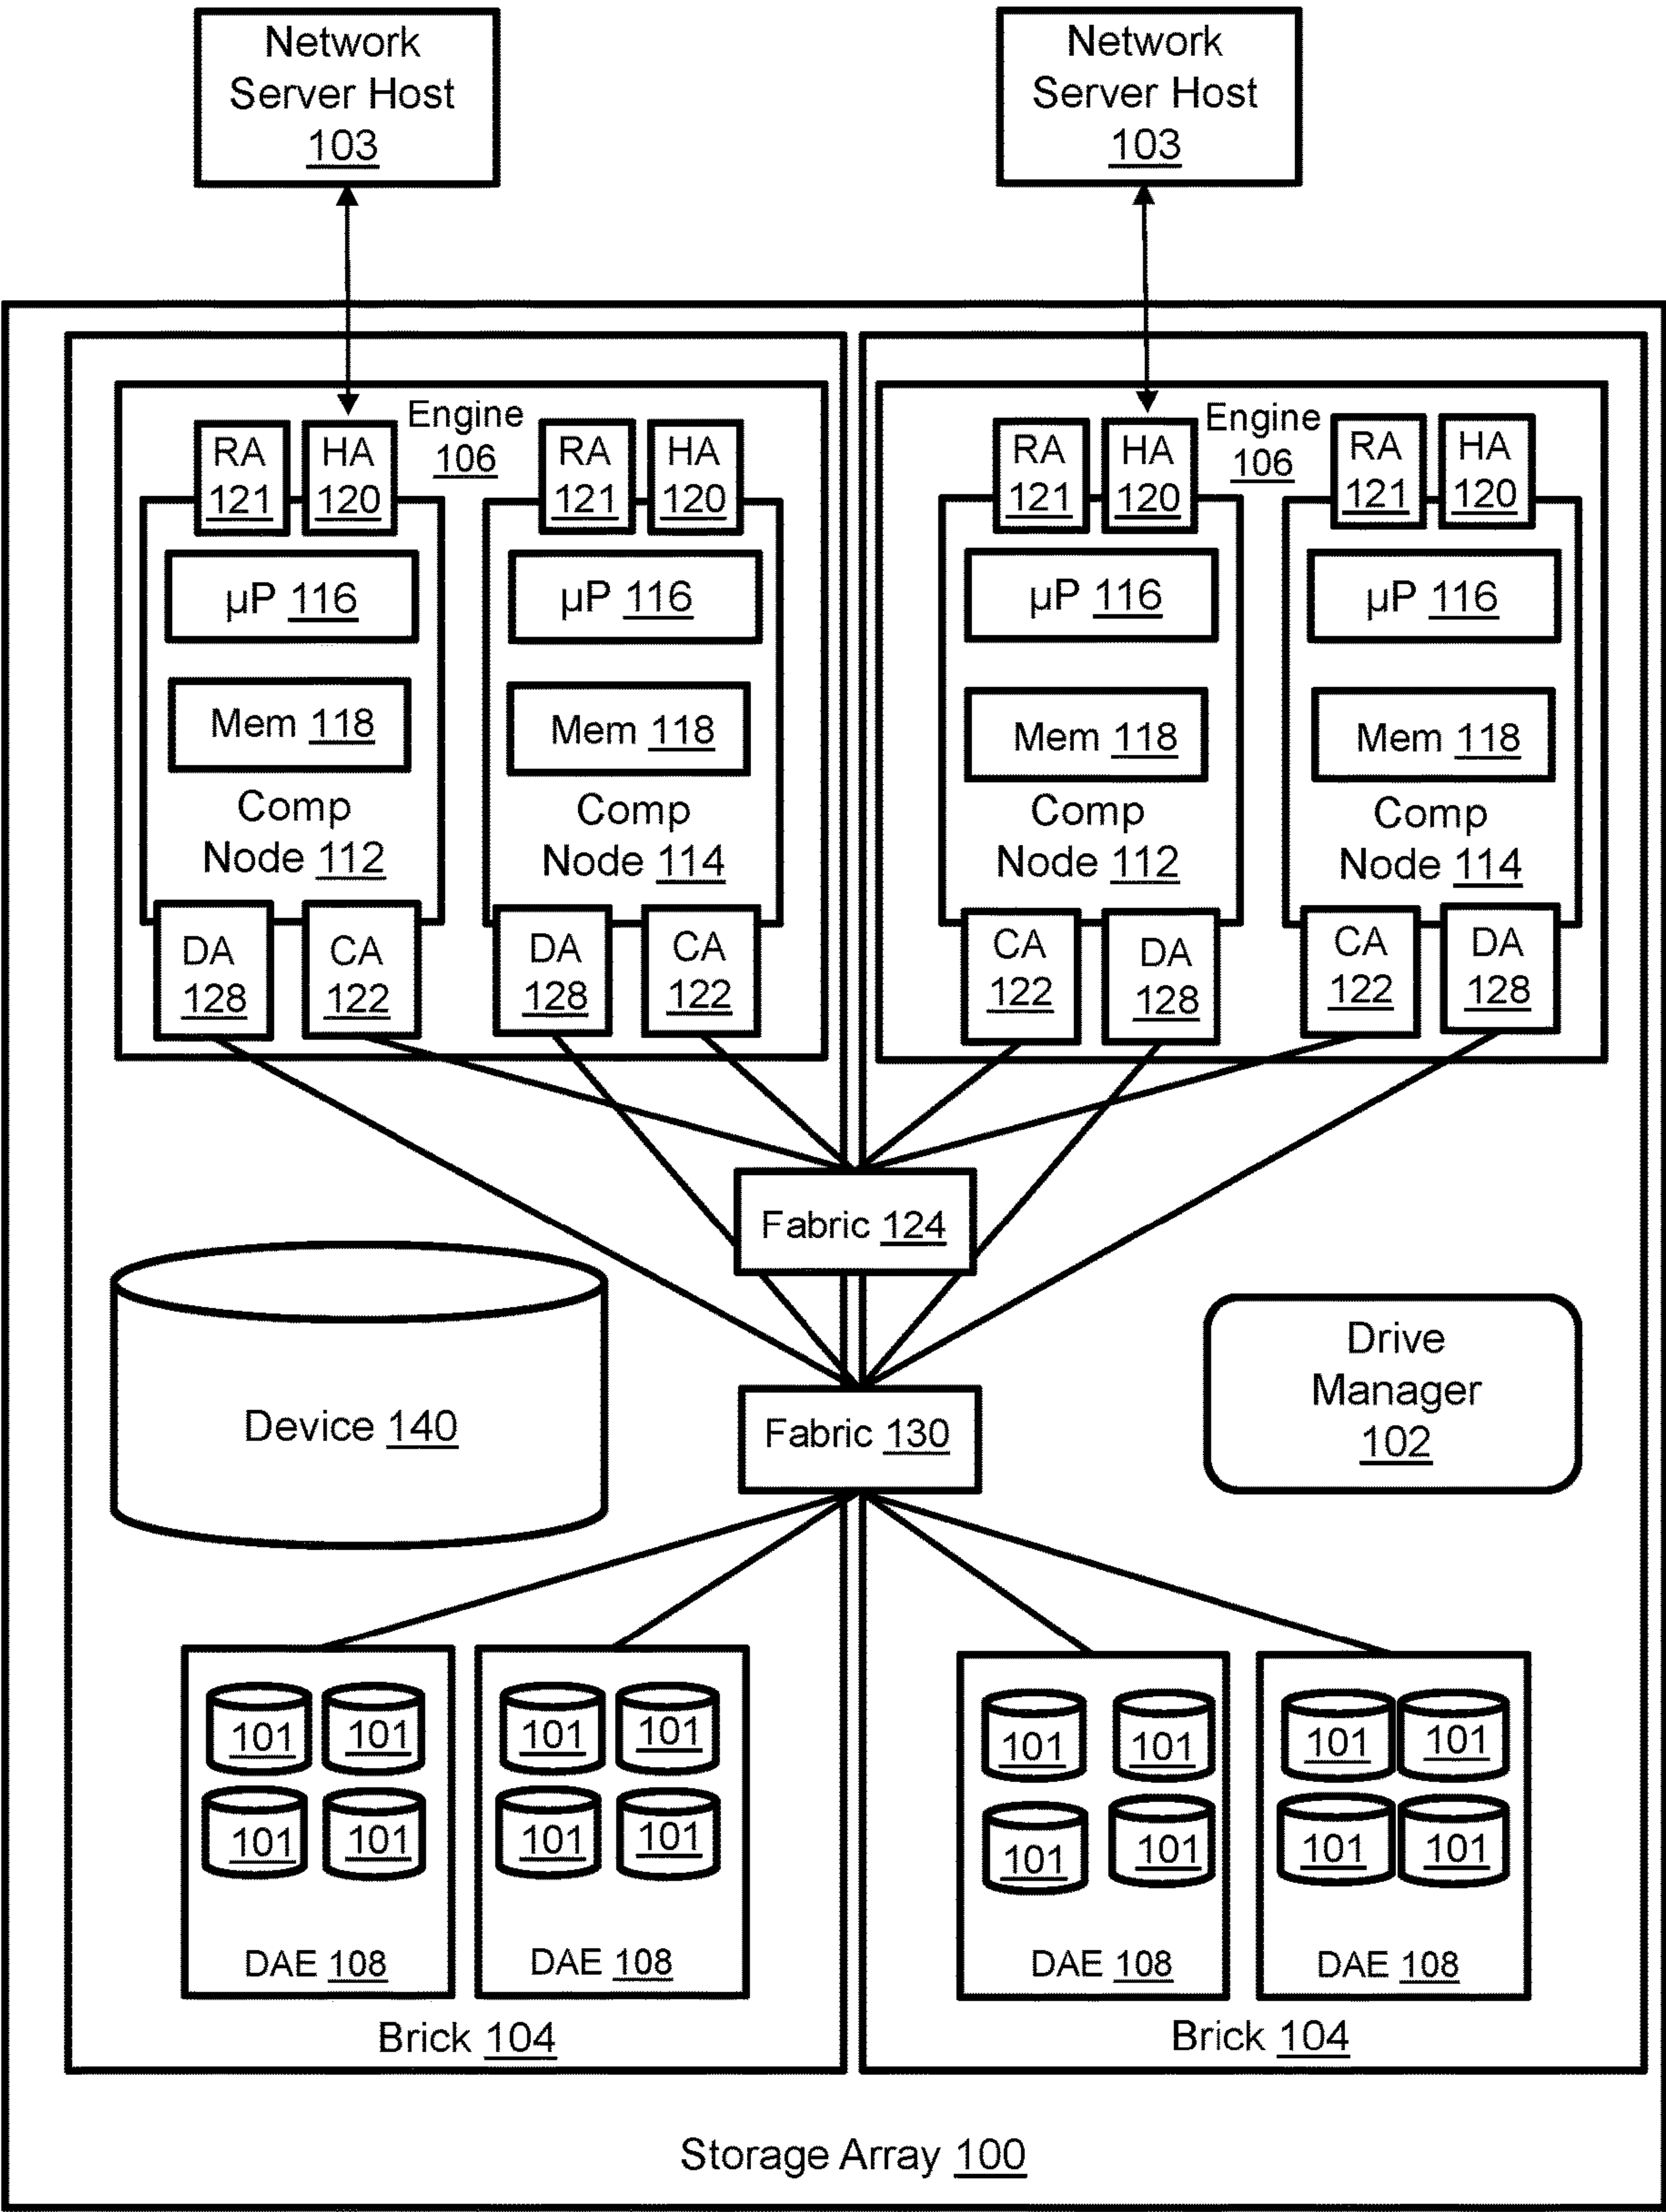 Network
Server Host
103
Network
Server Host
103
Engine
106
RA
121
HA
120
RA
121
HA
120
µP 116
µP 116
Mem 118
Mem 118
Comp
Node 112
Comp
Node 114
DA
128
CA
122
DA
128
CA
122
Engine
106
RA
121
HA
120
RA
121
HA
120
µP 116
µP 116
Mem 118
Mem 118
Comp
Node 112
Comp
Node 114
CA
122
DA
128
CA
122
DA
128
Fabric 124
Device 140
Fabric 130
Drive
Manager
102
101
101
101
101
DAE 108
101
101
101
101
DAE 108
Brick 104
101
101
101
101
DAE 108
101
101
101
101
DAE 108
Brick 104
Storage Array 100